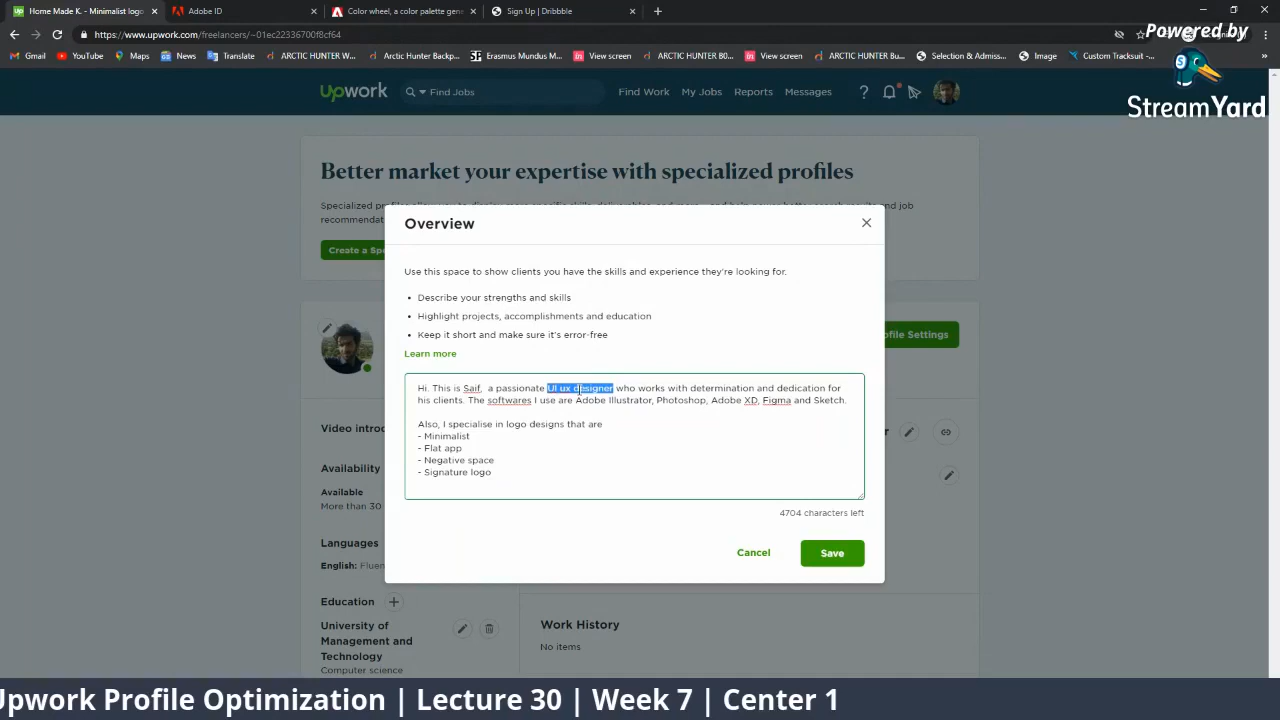 Home Made K. - Minimalist logo
Adobe ID
Color wheel, a color palette gene
Sign Up | Dribbble
https://www.upwork.com/freelancers/~01ec22336700f8cf64
Powered by
Gmail
YouTube
Maps
News
Translate
ARCTIC HUNTER W...
Arctic Hunter Backp...
Erasmus Mundus M...
View screen
ARCTIC HUNTER B0...
View screen
ARCTIC HUNTER Bu...
Selection & Admissi...
Image
Custom Tracksuit -...
StreamYard
upwork
Find Jobs
Find Work
My Jobs
Reports
Messages
Better market your expertise with specialized profiles
Overview
Use this space to show clients you have the skills and experience they're looking for.
• Describe your strengths and skills
• Highlight projects, accomplishments and education
• Keep it short and make sure it's error-free
Learn more
Hi. This is Saif,  a passionate UI ux designer who works with determination and dedication for
his clients. The softwares I use are Adobe Illustrator, Photoshop, Adobe XD, Figma and Sketch.
Also, I specialise in logo designs that are
- Minimalist
- Flat app
- Negative space
- Signature logo
4704 characters left
Cancel
Save
Create a Spe
ofile Settings
Video introd
Availability
Available
More than 30
Languages
English: Fluen
Education
University of
Management and
Technology
Computer science
Work History
No items
Upwork Profile Optimization | Lecture 30 | Week 7 | Center 1